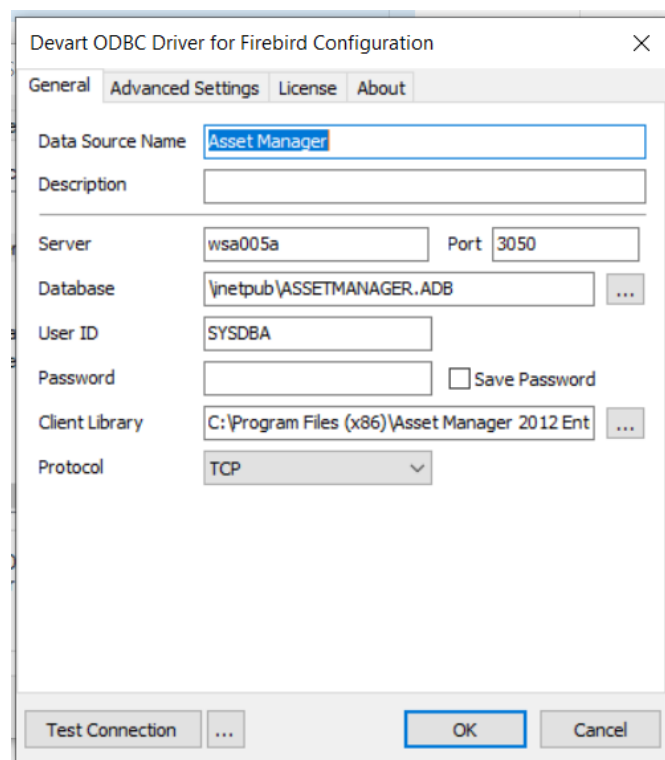 Devart ODBC Driver for Firebird Configuration
General Advanced Settings License About
Data Source Name Asset Manager
Description
Server wsa005a Port 3050
Database \inetpub\ASSETMANAGER.ADB ...
User ID SYSDBA
Password Save Password
Client Library C:\Program Files (x86)\Asset Manager 2012 Ent ...
Protocol TCP
Test Connection ... OK Cancel